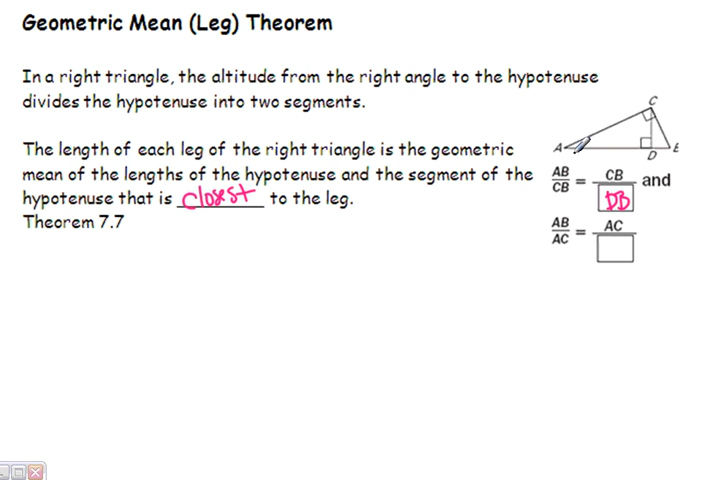 Geometric Mean (Leg) Theorem
In a right triangle, the altitude from the right angle to the hypotenuse
divides the hypotenuse into two segments.
The length of each leg of the right triangle is the geometric
mean of the lengths of the hypotenuse and the segment of the
hypotenuse that is closest to the leg.
Theorem 7.7
C
A
D
B
AB/CB = CB/DB and
AB/AC = AC/